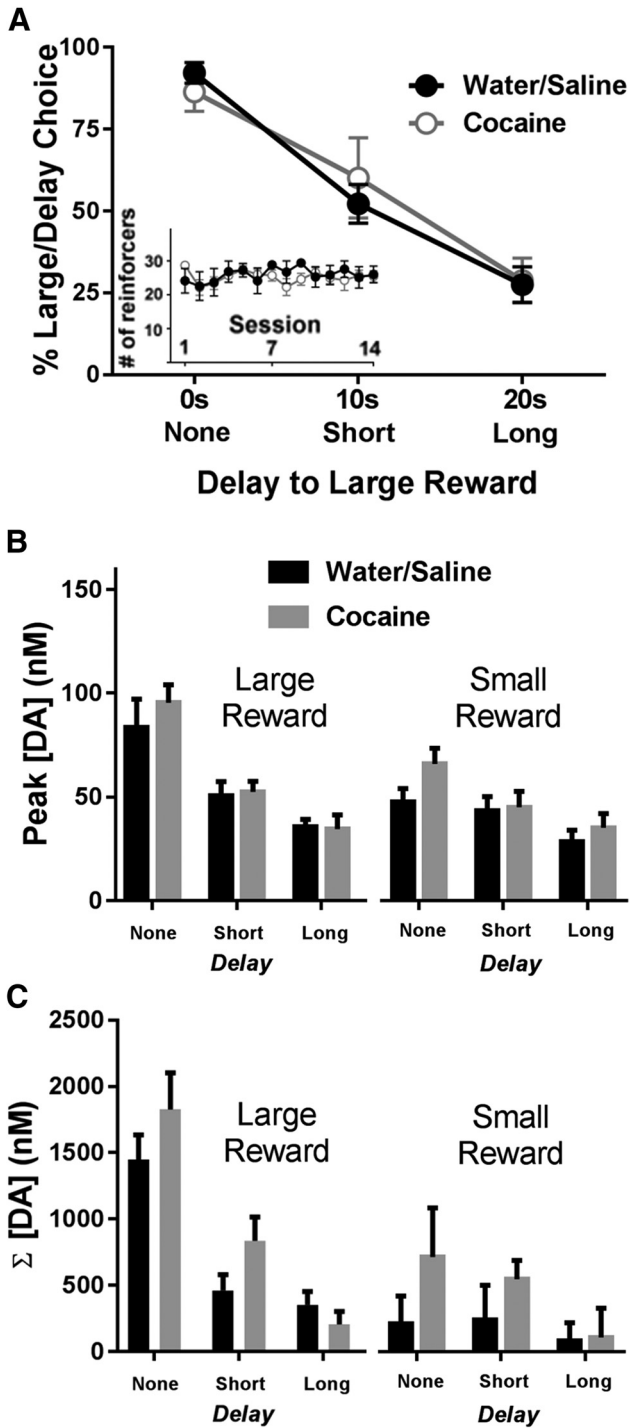 A
% Large/Delay Choice
100
75
50
25
0
Water/Saline
Cocaine
# of reinforcers
30
20
10
Session
1 7 14
0s 10s 20s
None Short Long
Delay to Large Reward
B
Water/Saline
Cocaine
Peak [DA] (nM)
150
100
50
0
Large
Reward
Small
Reward
None Short Long
Delay
None Short Long
Delay
C
Σ [DA] (nM)
2500
2000
1500
1000
500
0
Large
Reward
Small
Reward
None Short Long
Delay
None Short Long
Delay